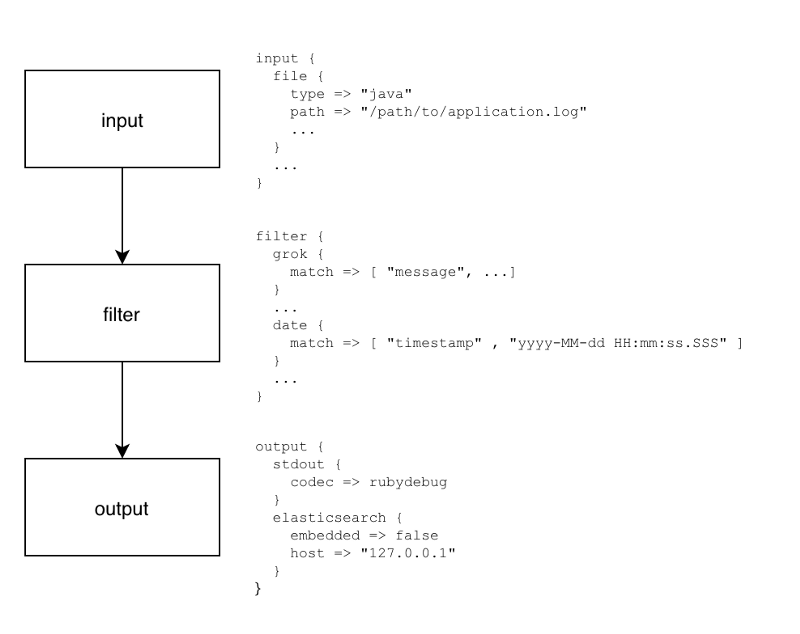 input
input {
  file {
    type => "java"
    path => "/path/to/application.log"
    ...
  }
  ...
}
filter
filter {
  grok {
    match => [ "message", ...]
  }
  ...
  date {
    match => [ "timestamp" , "yyyy-MM-dd HH:mm:ss.SSS" ]
  }
  ...
}
output
output {
  stdout {
    codec => rubydebug
  }
  elasticsearch {
    embedded => false
    host => "127.0.0.1"
  }
}